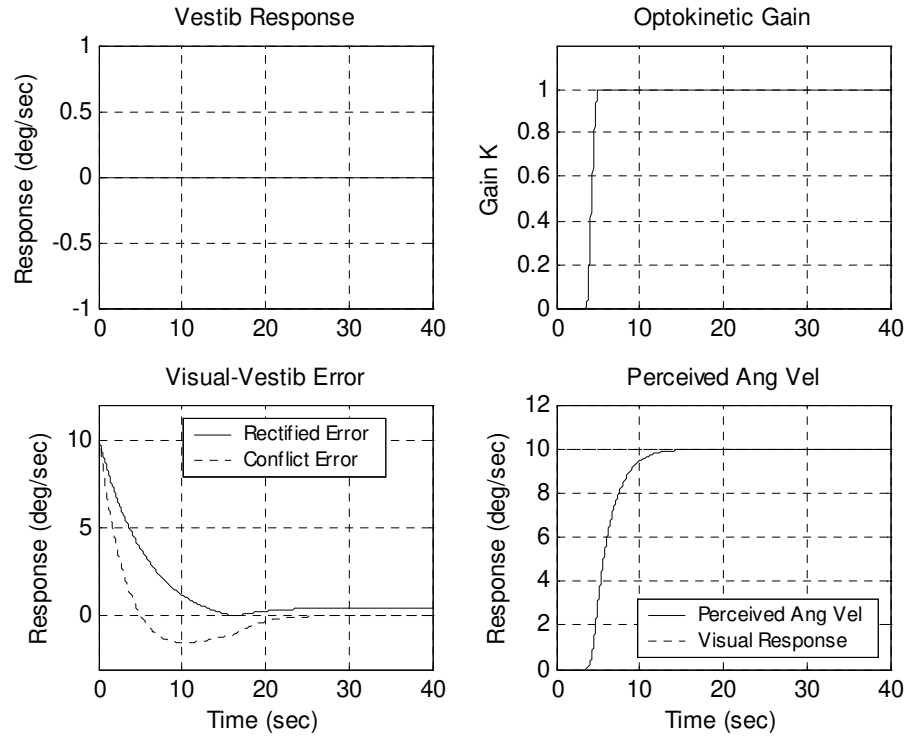 Vestib Response
Response (deg/sec)
1
0.5
0
-0.5
-1
0 10 20 30 40
Optokinetic Gain
Gain K
1
0.8
0.6
0.4
0.2
0
0 10 20 30 40
Visual-Vestib Error
Response (deg/sec)
10
5
0
Rectified Error
Conflict Error
0 10 20 30 40
Time (sec)
Perceived Ang Vel
Response (deg/sec)
12
10
8
6
4
2
0
Perceived Ang Vel
Visual Response
0 10 20 30 40
Time (sec)